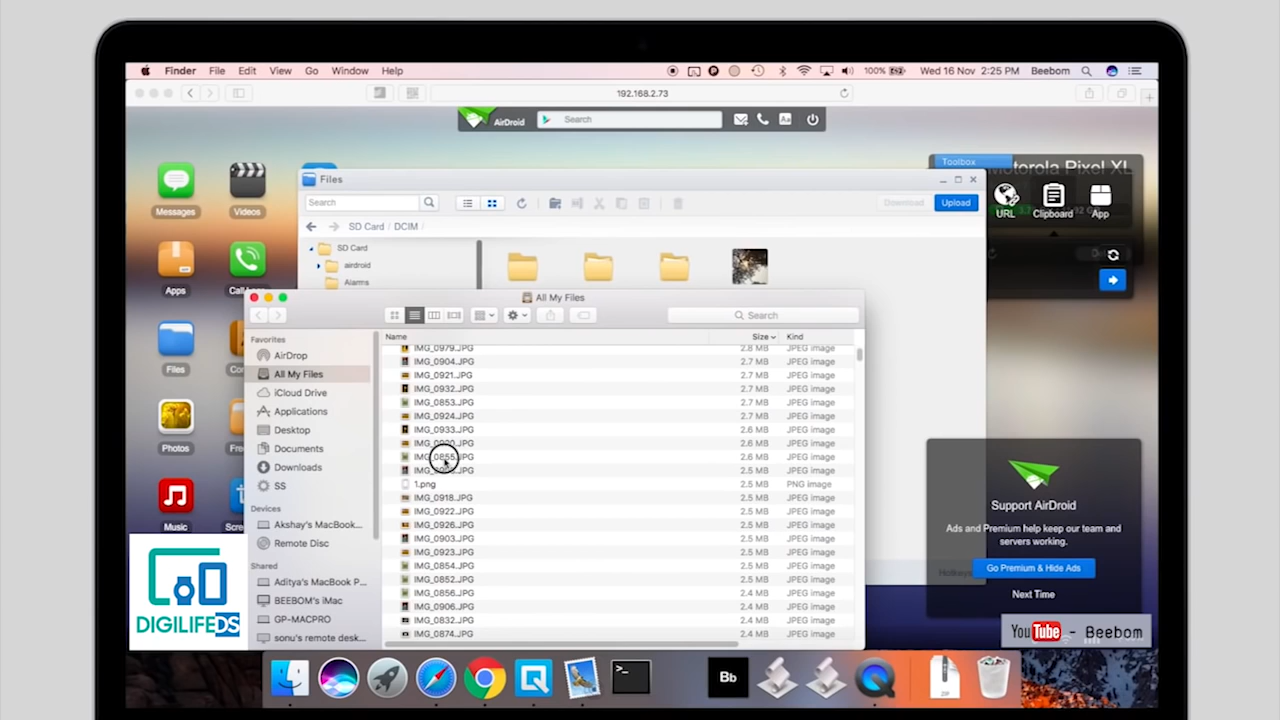 Finder File Edit View Go Window Help 100% Wed 16 Nov 2:25 PM Beebom
192.168.2.73
AirDroid Search
Toolbox
Motorola Pixel XL
URL Clipboard App
Messages Videos
Apps
Files
Photos
Music
Files
Search Download Upload
SD Card / DCIM /
SD Card
airdroid
Alarms
All My Files
Search
Favorites
AirDrop
All My Files
iCloud Drive
Applications
Desktop
Documents
Downloads
SS
Devices
Akshay's MacBook...
Remote Disc
Shared
Aditya's MacBook P...
BEEBOM's iMac
GP-MACPRO
sonu's remote desk...
Name Size Kind
IMG_0979.JPG 2.8 MB JPEG image
IMG_0904.JPG 2.7 MB JPEG image
IMG_0921.JPG 2.7 MB JPEG image
IMG_0932.JPG 2.7 MB JPEG image
IMG_0853.JPG 2.7 MB JPEG image
IMG_0924.JPG 2.7 MB JPEG image
IMG_0933.JPG 2.6 MB JPEG image
2.6 MB JPEG image
IMG_0855.JPG 2.6 MB JPEG image
2.5 MB JPEG image
1.png 2.5 MB PNG image
IMG_0918.JPG 2.5 MB JPEG image
IMG_0922.JPG 2.5 MB JPEG image
IMG_0926.JPG 2.5 MB JPEG image
IMG_0903.JPG 2.5 MB JPEG image
IMG_0923.JPG 2.5 MB JPEG image
IMG_0854.JPG 2.5 MB JPEG image
IMG_0852.JPG 2.5 MB JPEG image
IMG_0856.JPG 2.4 MB JPEG image
IMG_0906.JPG 2.4 MB JPEG image
IMG_0832.JPG 2.4 MB JPEG image
IMG_0874.JPG 2.4 MB JPEG image
Support AirDroid
Ads and Premium help keep our team and
servers working.
Go Premium & Hide Ads
Next Time
DIGILIFEDS
YouTube - Beebom
Bb
ZIP